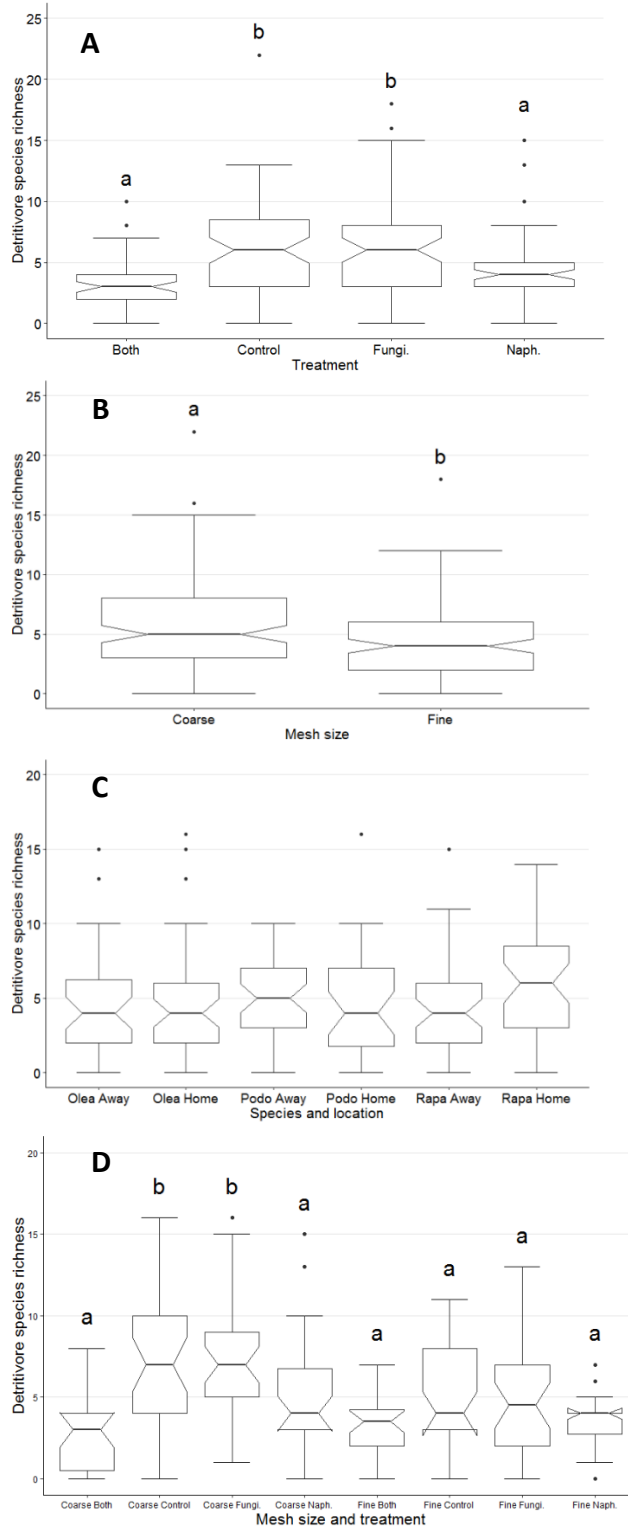 A
b
b
a
a
25
20
15
10
5
0
Detritivore species richness
Both Control Fungi. Naph.
Treatment
B
a
b
25
20
15
10
5
0
Detritivore species richness
Coarse Fine
Mesh size
C
20
15
10
5
0
Detritivore species richness
Olea Away Olea Home Podo Away Podo Home Rapa Away Rapa Home
Species and location
D
b b a
a a a a a
20
15
10
5
0
Detritivore species richness
Coarse Both Coarse Control Coarse Fungi. Coarse Naph. Fine Both Fine Control Fine Fungi. Fine Naph.
Mesh size and treatment